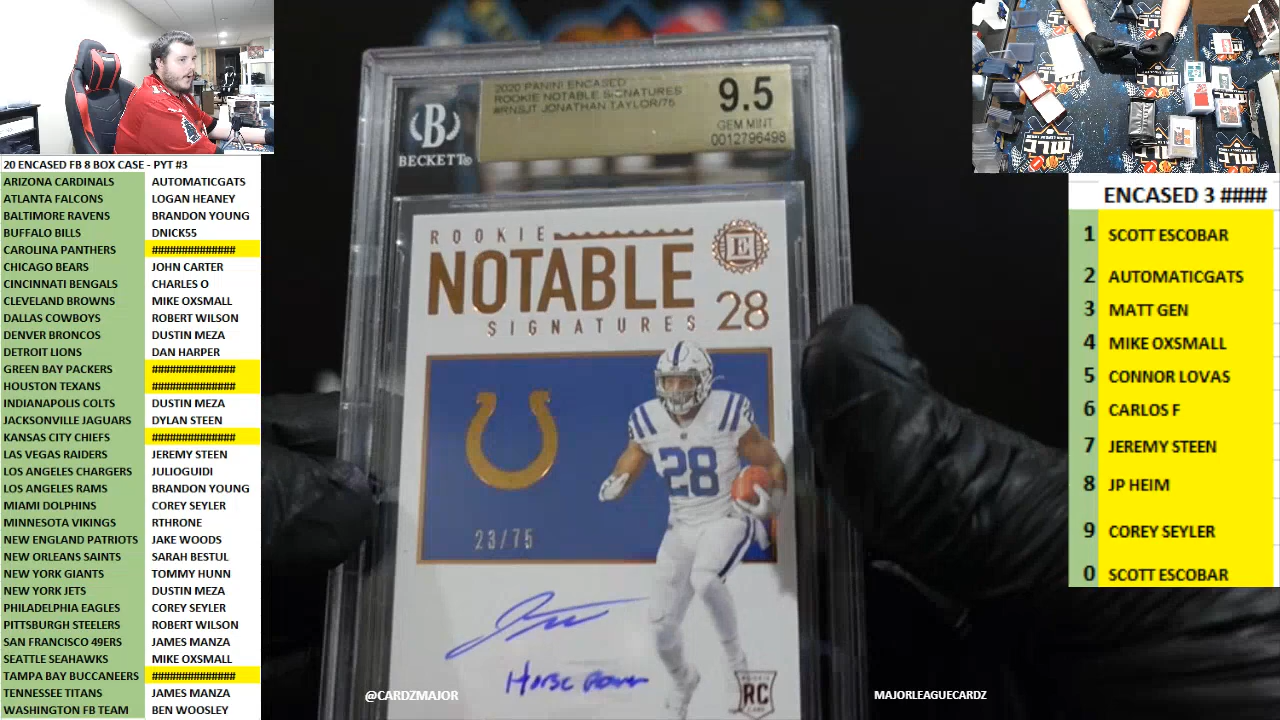 20 ENCASED FB 8 BOX CASE - PYT #3
ARIZONA CARDINALS AUTOMATICGATS
ATLANTA FALCONS LOGAN HEANEY
BALTIMORE RAVENS BRANDON YOUNG
BUFFALO BILLS DNICK55
CAROLINA PANTHERS ##############
CHICAGO BEARS JOHN CARTER
CINCINNATI BENGALS CHARLES O
CLEVELAND BROWNS MIKE OXSMALL
DALLAS COWBOYS ROBERT WILSON
DENVER BRONCOS DUSTIN MEZA
DETROIT LIONS DAN HARPER
GREEN BAY PACKERS ##############
HOUSTON TEXANS ##############
INDIANAPOLIS COLTS DUSTIN MEZA
JACKSONVILLE JAGUARS DYLAN STEEN
KANSAS CITY CHIEFS ##############
LAS VEGAS RAIDERS JEREMY STEEN
LOS ANGELES CHARGERS JULIOGUIDI
LOS ANGELES RAMS BRANDON YOUNG
MIAMI DOLPHINS COREY SEYLER
MINNESOTA VIKINGS RTHRONE
NEW ENGLAND PATRIOTS JAKE WOODS
NEW ORLEANS SAINTS SARAH BESTUL
NEW YORK GIANTS TOMMY HUNN
NEW YORK JETS DUSTIN MEZA
PHILADELPHIA EAGLES COREY SEYLER
PITTSBURGH STEELERS ROBERT WILSON
SAN FRANCISCO 49ERS JAMES MANZA
SEATTLE SEAHAWKS MIKE OXSMALL
TAMPA BAY BUCCANEERS ##############
TENNESSEE TITANS JAMES MANZA
WASHINGTON FB TEAM BEN WOOSLEY
B
BECKETT
2020 PANINI ENCASED
ROOKIE NOTABLE SIGNATURES
#RNSJT JONATHAN TAYLOR/75
9.5
GEM MINT
0012796498
ROOKIE
NOTABLE
SIGNATURES
E
28
28
23/75
Horse Power
RC
@CARDZMAJOR
MAJORLEAGUECARDZ
ENCASED 3 ####
1 SCOTT ESCOBAR
2 AUTOMATICGATS
3 MATT GEN
4 MIKE OXSMALL
5 CONNOR LOVAS
6 CARLOS F
7 JEREMY STEEN
8 JP HEIM
9 COREY SEYLER
0 SCOTT ESCOBAR